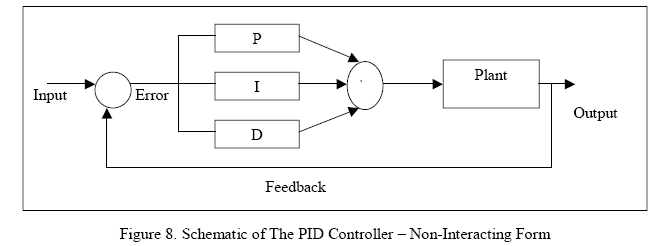 P
I
D
Plant
Input
Error
Output
Feedback
Figure 8. Schematic of The PID Controller – Non-Interacting Form